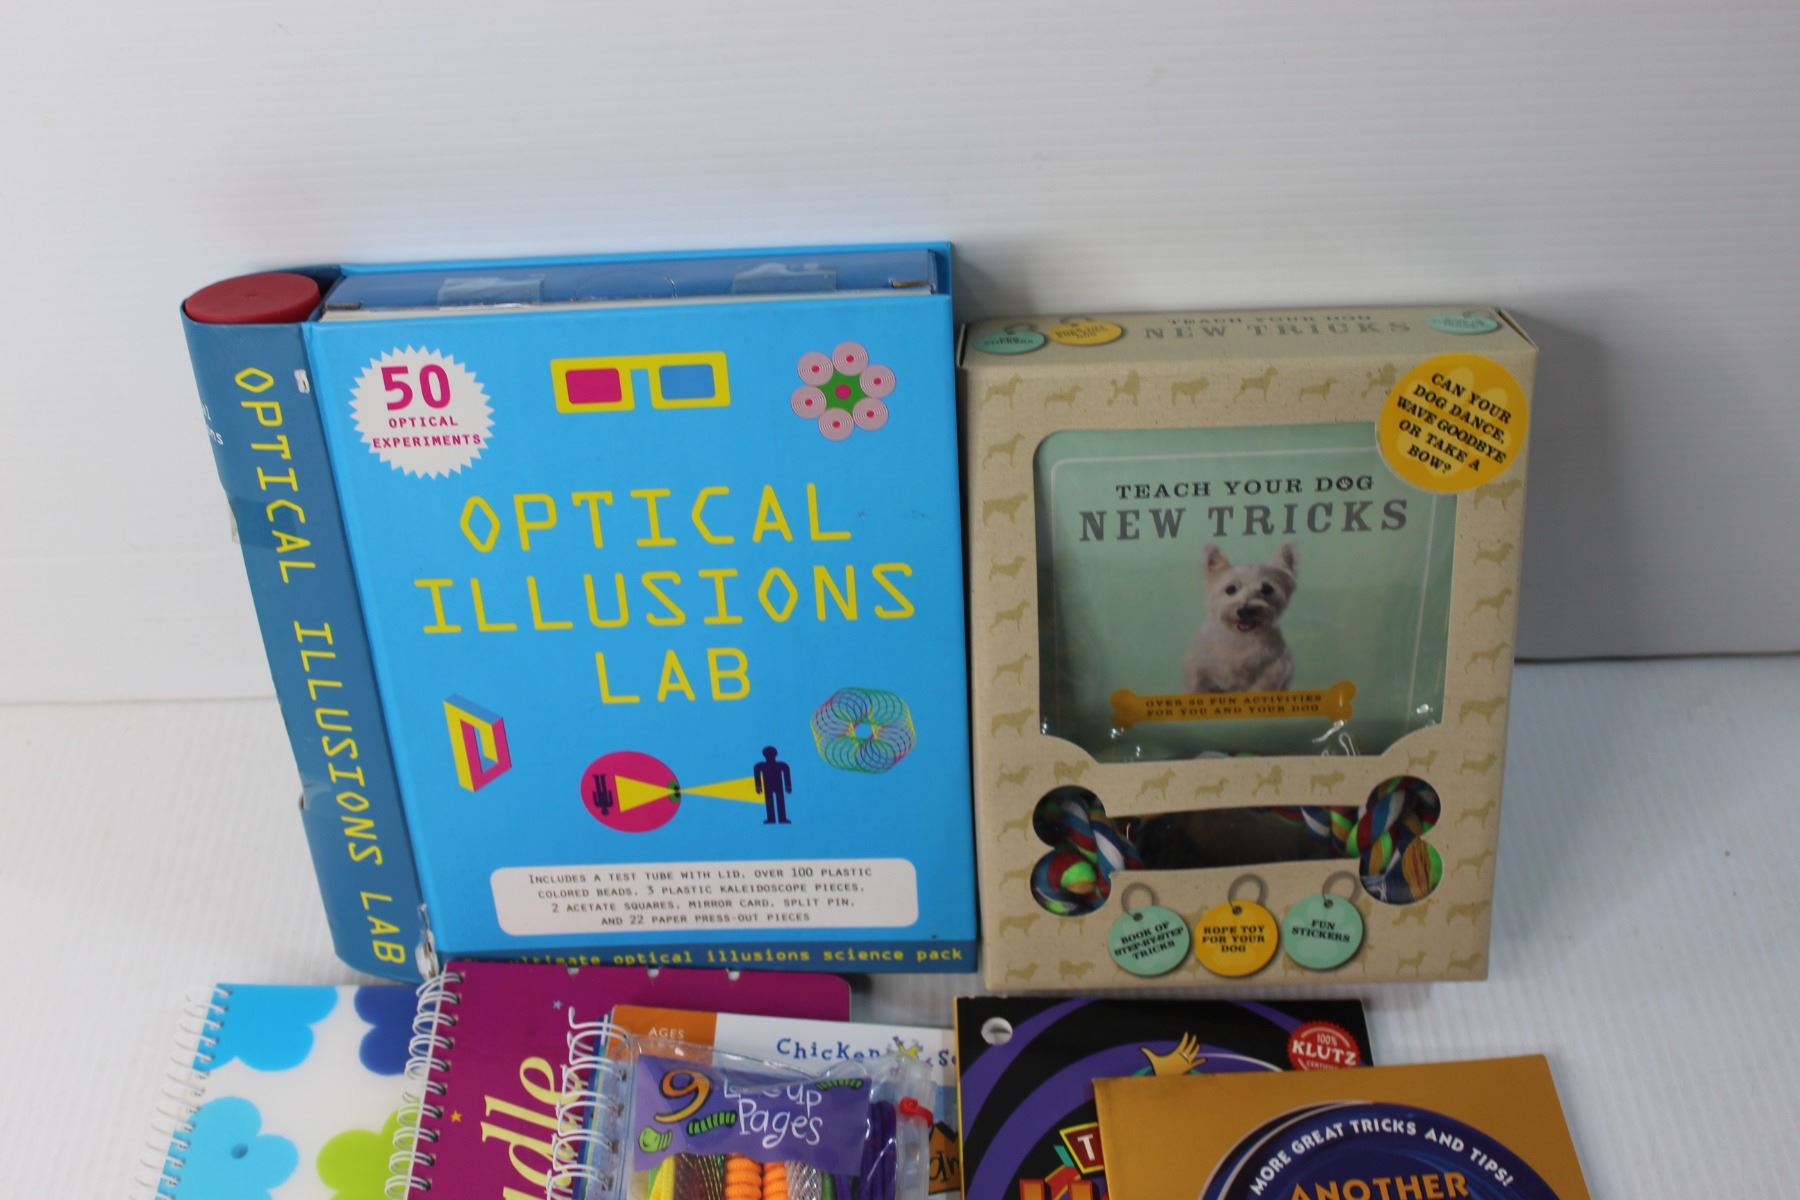 OPTICAL ILLUSIONS LAB
50
OPTICAL
EXPERIMENTS
OPTICAL
ILLUSIONS
LAB
INCLUDES A TEST TUBE WITH LID, OVER 100 PLASTIC
COLORED BEADS, 3 PLASTIC KALEIDOSCOPE PIECES,
2 ACETATE SQUARES, MIRROR CARD, SPLIT PIN,
AND 22 PAPER PRESS-OUT PIECES
ultimate optical illusions science pack
TEACH YOUR DOG
NEW TRICKS
CAN YOUR
DOG DANCE,
WAVE GOODBYE
OR TAKE A
BOW?
TEACH YOUR DOG
NEW TRICKS
OVER 50 FUN ACTIVITIES
FOR YOU AND YOUR DOG
BOOK OF
STEP-BY-STEP
TRICKS
ROPE TOY
FOR YOUR
DOG
FUN
STICKERS
AGES
Chicken
9
Pages
100%
KLUTZ
MORE GREAT TRICKS AND TIPS!
ANOTHER